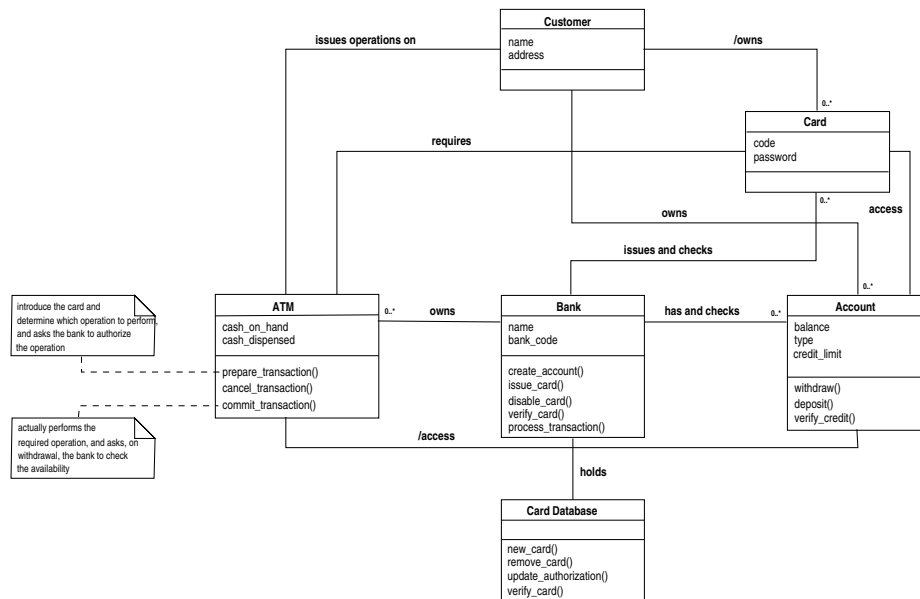 Customer
name
address
issues operations on
/owns
0..*
Card
code
password
requires
0..*
access
owns
issues and checks
0..*
introduce the card and
determine which operation to perform,
and asks the bank to authorize
the operation
ATM
cash_on_hand
cash_dispensed
prepare_transaction()
cancel_transaction()
commit_transaction()
0..*
owns
Bank
name
bank_code
create_account()
issue_card()
disable_card()
verify_card()
process_transaction()
has and checks
0..*
Account
balance
type
credit_limit
withdraw()
deposit()
verify_credit()
actually performs the
required operation, and asks, on
withdrawal, the bank to check
the availability
/access
holds
Card Database
new_card()
remove_card()
update_authorization()
verify_card()